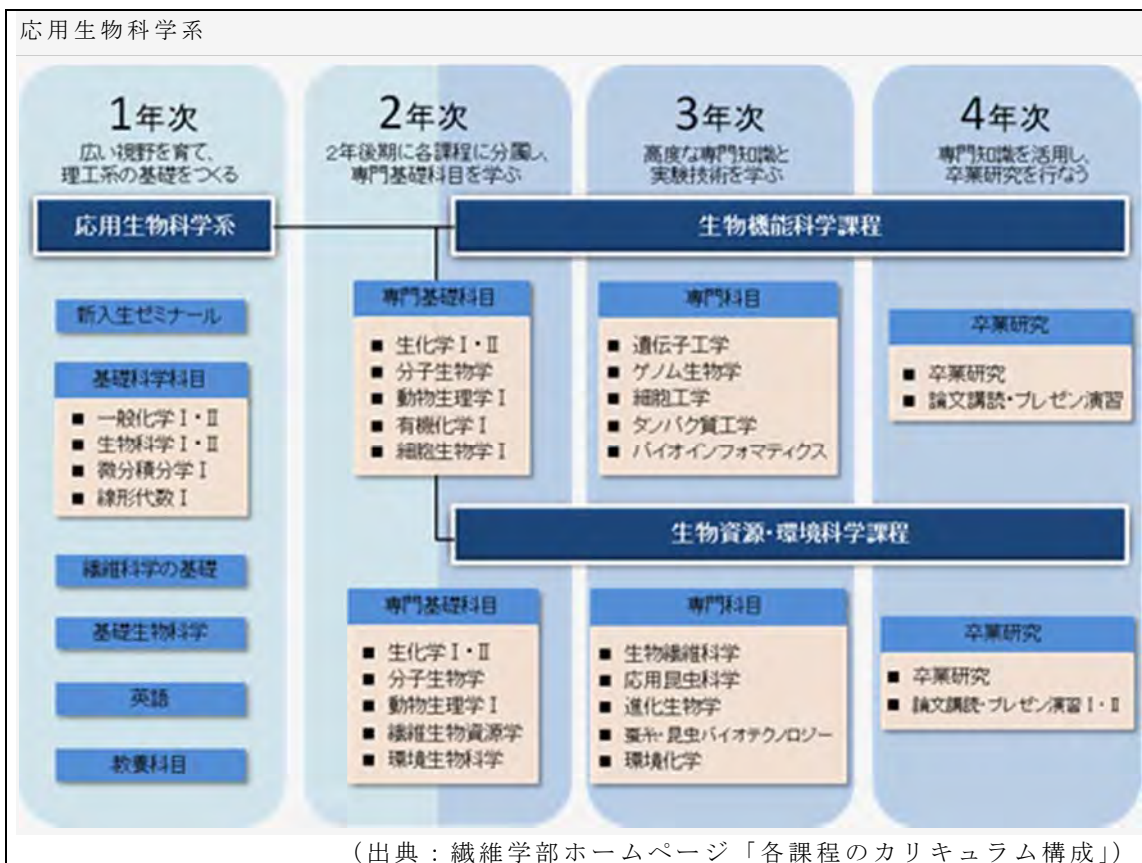 応用生物科学系
1年次
広い視野を育て、
理工系の基礎をつくる
応用生物科学系
新入生ゼミナール
基礎科学科目
■ 一般化学Ⅰ・Ⅱ
■ 生物科学Ⅰ・Ⅱ
■ 微分積分学Ⅰ
■ 線形代数Ⅰ
繊維科学の基礎
基礎生物科学
英語
教養科目
2年次
2年後期に各課程に分属し、
専門基礎科目を学ぶ
3年次
高度な専門知識と
実験技術を学ぶ
4年次
専門知識を活用し、
卒業研究を行なう
生物機能科学課程
専門基礎科目
■ 生化学Ⅰ・Ⅱ
■ 分子生物学
■ 動物生理学Ⅰ
■ 有機化学Ⅰ
■ 細胞生物学Ⅰ
専門科目
■ 遺伝子工学
■ ゲノム生物学
■ 細胞工学
■ タンパク質工学
■ バイオインフォマティクス
卒業研究
■ 卒業研究
■ 論文講読・プレゼン演習
生物資源・環境科学課程
専門基礎科目
■ 生化学Ⅰ・Ⅱ
■ 分子生物学
■ 動物生理学Ⅰ
■ 繊維生物資源学
■ 環境生物科学
専門科目
■ 生物繊維科学
■ 応用昆虫科学
■ 進化生物学
■ 蚕糸・昆虫バイオテクノロジー
■ 環境化学
卒業研究
■ 卒業研究
■ 論文講読・プレゼン演習Ⅰ・Ⅱ
（出典：繊維学部ホームページ「各課程のカリキュラム構成」）